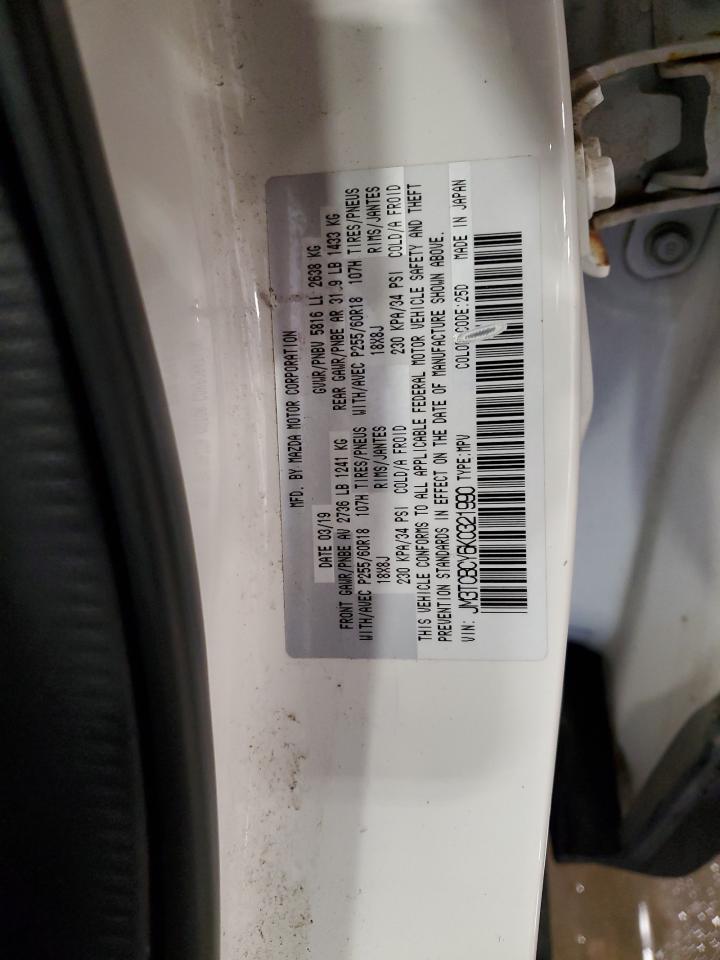 MFD. BY MAZDA MOTOR CORPORATION
DATE 03/19 GVWR/PNBV 5816 LB 2638 KG
FRONT GAWR/PNBE AV 2736 LB 1241 KG REAR GAWR/PNBE AR LB 1433 KG
WITH/AVEC P255/60R18 107H TIRES/PNEUS WITH/AVEC P255/60R18 107H TIRES/PNEUS
18X8J RIMS/JANTES 18X8J RIMS/JANTES
230 KPA/34 PSI COLD/A FROID 230 KPA/34 PSI COLD/A FROID
THIS VEHICLE CONFORMS TO ALL APPLICABLE FEDERAL MOTOR VEHICLE SAFETY AND THEFT
PREVENTION STANDARDS IN EFFECT ON THE DATE OF MANUFACTURE SHOWN ABOVE.
VIN: JM3TCBCY6K0321990 TYPE:MPV COLOR CODE:25D MADE IN JAPAN